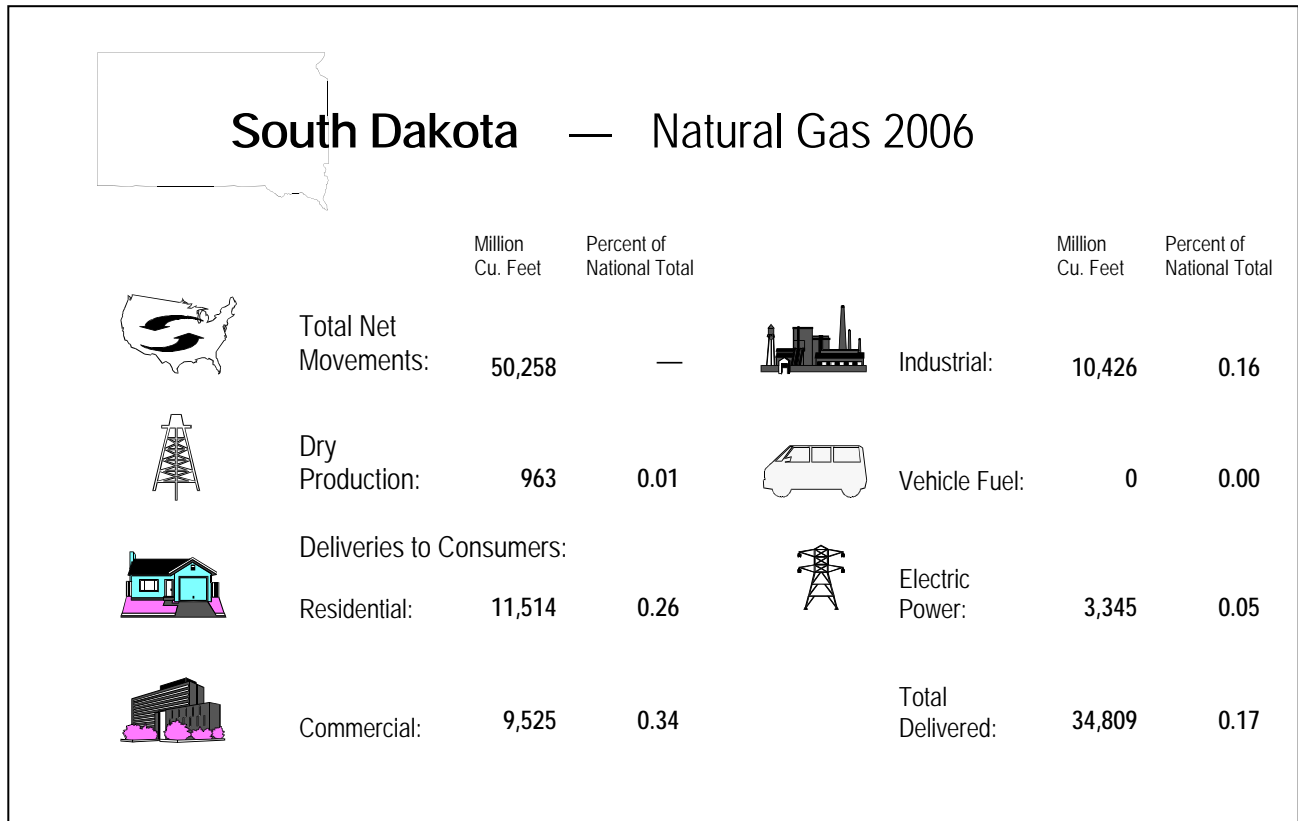 South Dakota — Natural Gas 2006
Million Cu. Feet
Percent of National Total
Total Net Movements: 50,258 —
Dry Production: 963 0.01
Deliveries to Consumers:
Residential: 11,514 0.26
Commercial: 9,525 0.34
Million Cu. Feet
Percent of National Total
Industrial: 10,426 0.16
Vehicle Fuel: 0 0.00
Electric Power: 3,345 0.05
Total Delivered: 34,809 0.17